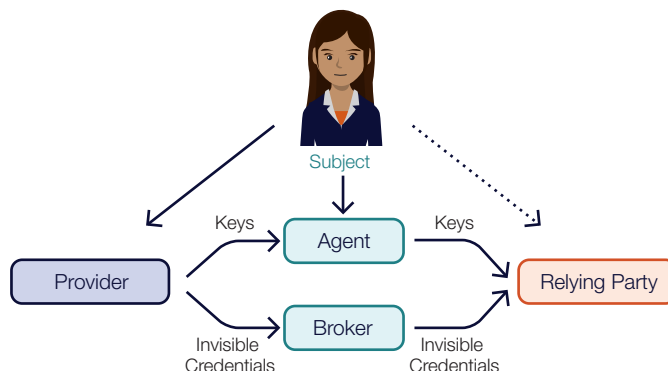 Subject
Keys
Keys
Agent
Provider
Relying Party
Broker
Invisible
Credentials
Invisible
Credentials